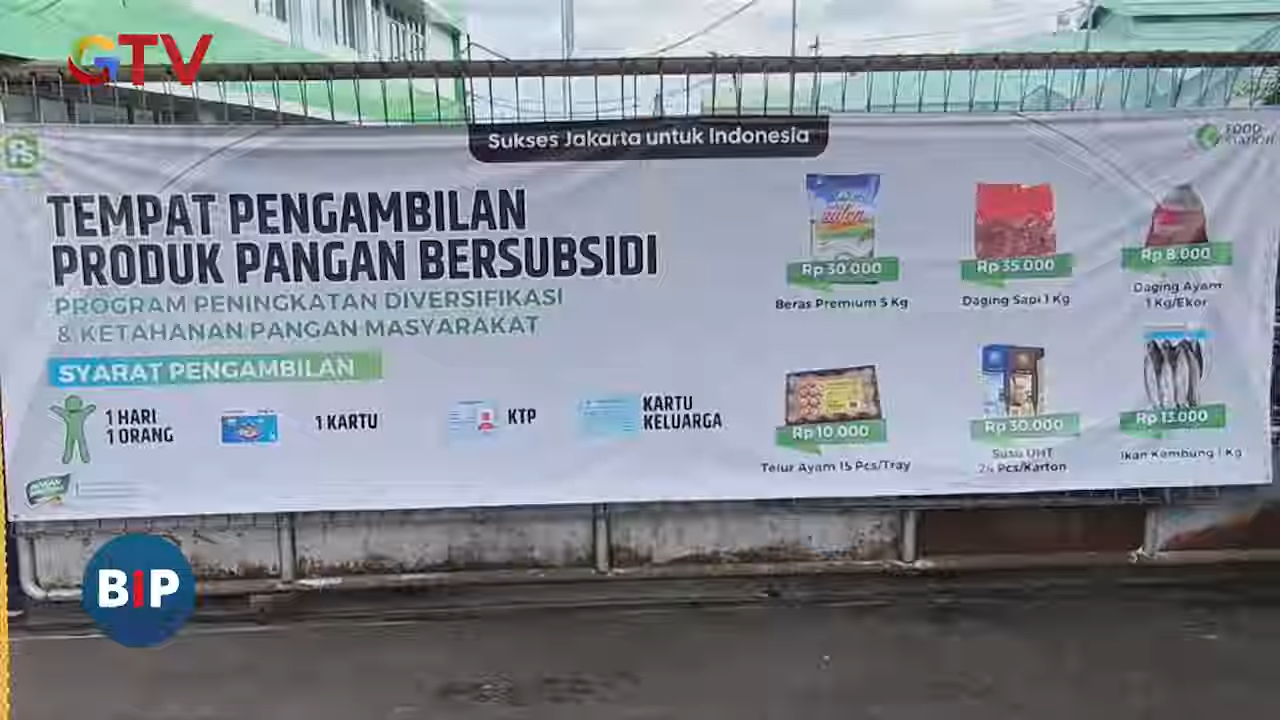 GTV
Sukses Jakarta untuk Indonesia
FOOD
TEMPAT PENGAMBILAN
PRODUK PANGAN BERSUBSIDI
PROGRAM PENINGKATAN DIVERSIFIKASI
& KETAHANAN PANGAN MASYARAKAT
SYARAT PENGAMBILAN
1 HARI
1 ORANG
1 KARTU
KTP
KARTU
KELUARGA
Rp 30.000
Beras Premium 5 Kg
Rp 35.000
Daging Sapi 1 Kg
Rp 8.000
Daging Ayam
1 Kg/Ekor
Rp 10.000
Telur Ayam 15 Pcs/Tray
Rp 30.000
Susu UHT
24 Pcs/Karton
Rp 13.000
Ikan Kembung 1 Kg
BIP